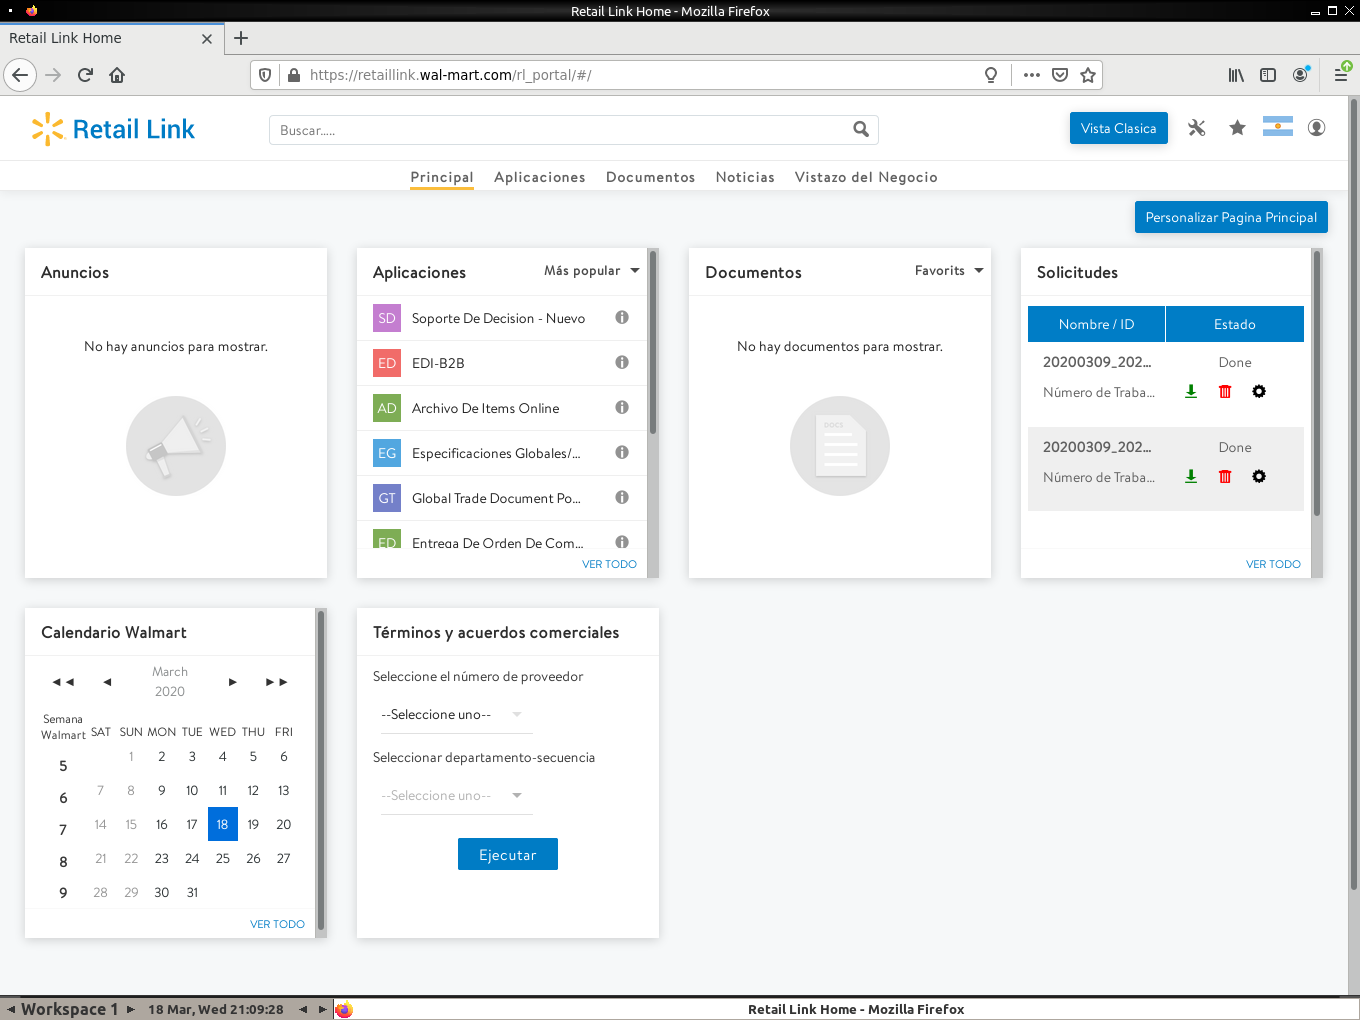 Retail Link Home - Mozilla Firefox
Retail Link Home
https://retaillink.wal-mart.com/rl_portal/#/
Retail Link
Buscar.....
Vista Clasica
Principal Aplicaciones Documentos Noticias Vistazo del Negocio
Personalizar Pagina Principal
Anuncios
No hay anuncios para mostrar.
Aplicaciones
Más popular
SD Soporte De Decision - Nuevo
ED EDI-B2B
AD Archivo De Items Online
EG Especificaciones Globales/...
GT Global Trade Document Po...
ED Entrega De Orden De Com...
VER TODO
Documentos
Favorits
No hay documentos para mostrar.
DOCS
Solicitudes
Nombre / ID Estado
20200309_202... Done
Número de Traba...
20200309_202... Done
Número de Traba...
VER TODO
Calendario Walmart
March
2020
Semana
Walmart SAT SUN MON TUE WED THU FRI
5 1 2 3 4 5 6
6 7 8 9 10 11 12 13
7 14 15 16 17 18 19 20
8 21 22 23 24 25 26 27
9 28 29 30 31
VER TODO
Términos y acuerdos comerciales
Seleccione el número de proveedor
--Seleccione uno--
Seleccionar departamento-secuencia
--Seleccione uno--
Ejecutar
Workspace 1 18 Mar, Wed 21:09:28 Retail Link Home - Mozilla Firefox